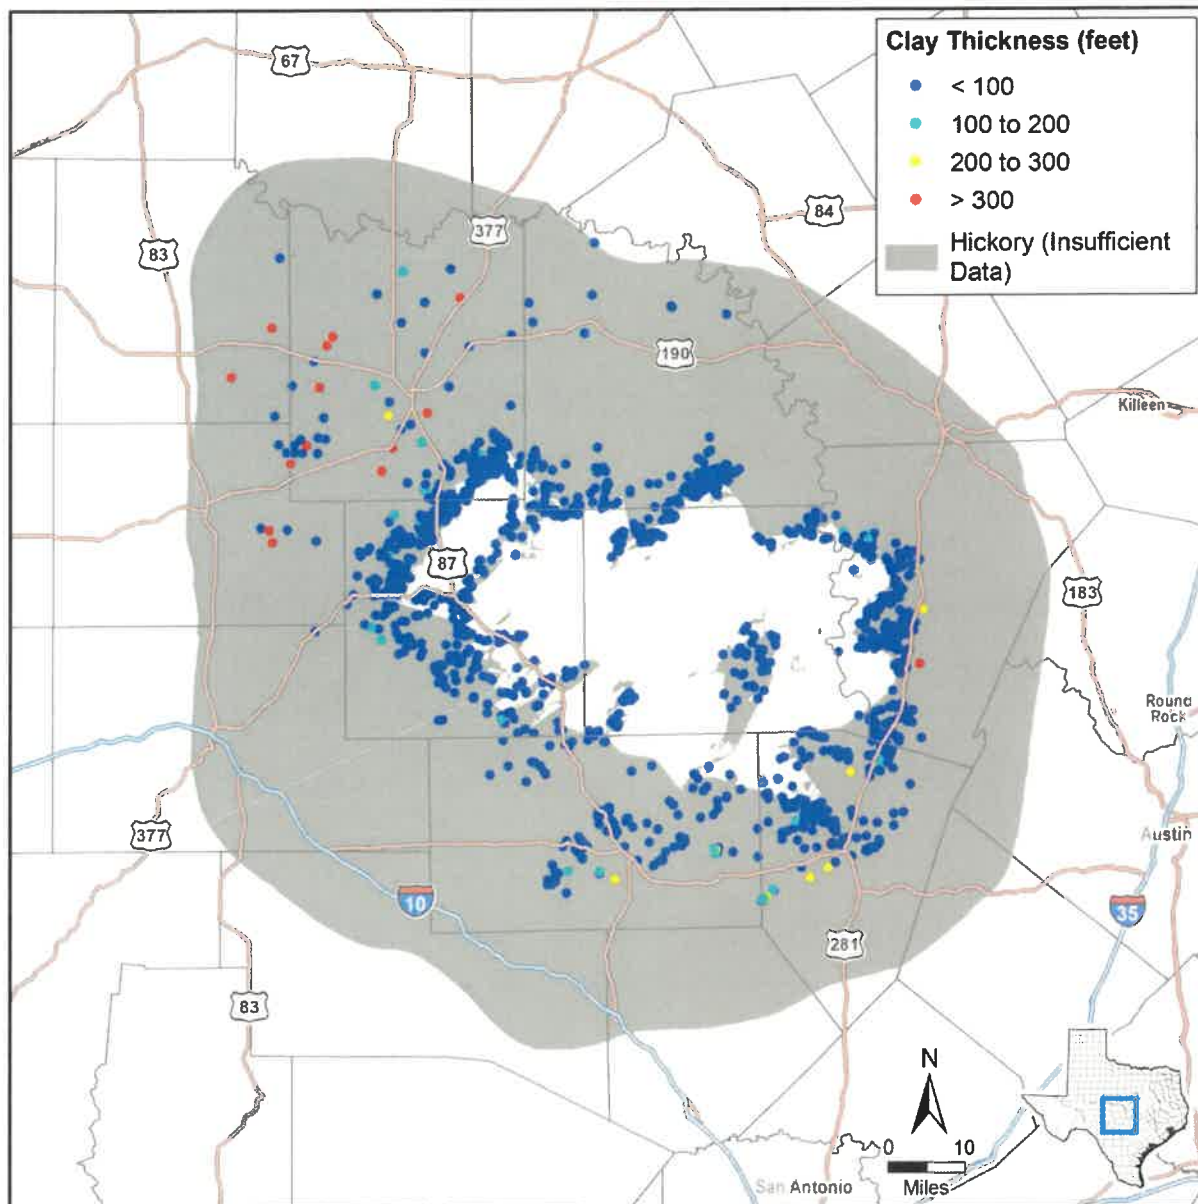 Clay Thickness (feet)
< 100
100 to 200
200 to 300
> 300
Hickory (Insufficient
Data)
67
84
377
83
190
Killeen
87
183
Round
Rock
377
Austin
10
35
281
83
N
0 10
Miles
San Antonio